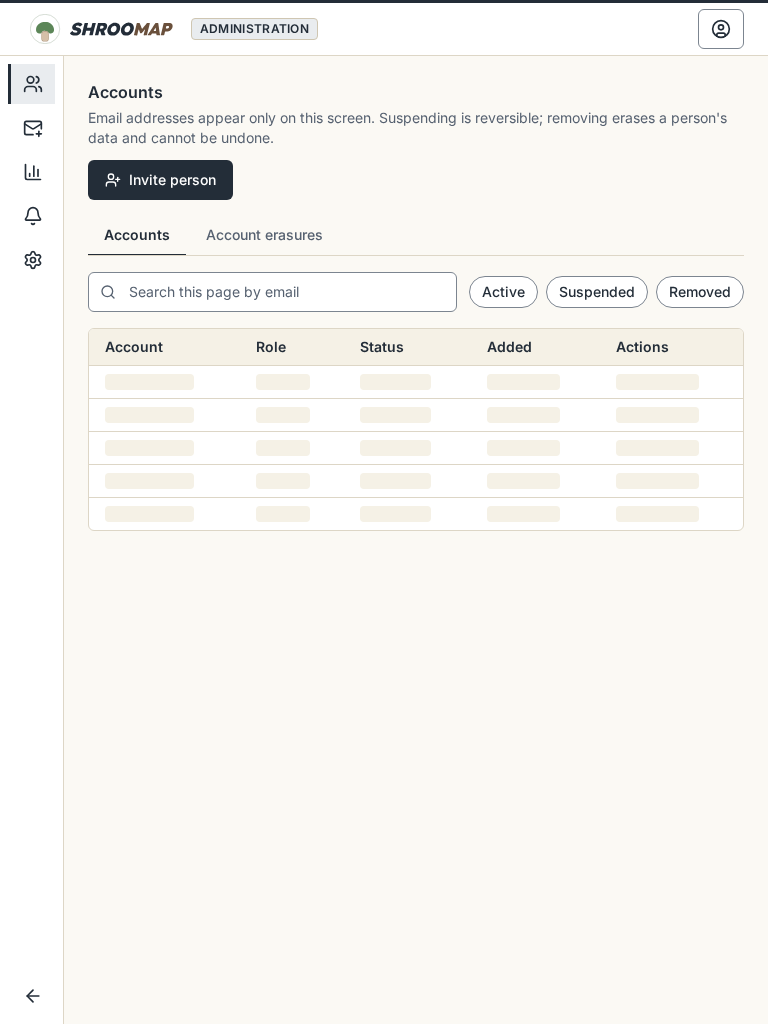 SHROOMAP
ADMINISTRATION
Accounts
Email addresses appear only on this screen. Suspending is reversible; removing erases a person's
data and cannot be undone.
Invite person
Accounts Account erasures
Search this page by email Active Suspended Removed
Account Role Status Added Actions